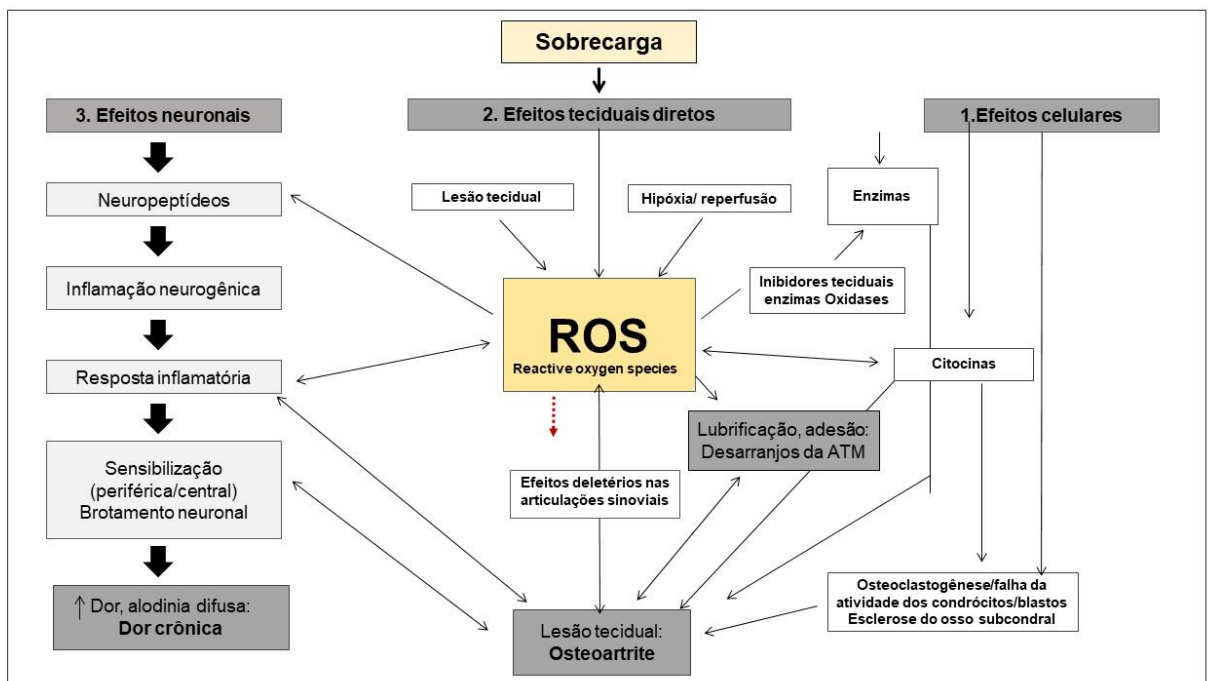 Sobrecarga
3. Efeitos neuronais
2. Efeitos teciduais diretos
1.Efeitos celulares
Neuropeptídeos
Lesão tecidual
Hipóxia/ reperfusão
Enzimas
Inflamação neurogênica
Inibidores teciduais
enzimas Oxidases
ROS
Reactive oxygen species
Resposta inflamatória
Citocinas
Lubrificação, adesão:
Desarranjos da ATM
Sensibilização
(periférica/central)
Brotamento neuronal
Efeitos deletérios nas
articulações sinoviais
↑ Dor, alodinia difusa:
Dor crônica
Lesão tecidual:
Osteoartrite
Osteoclastogênese/falha da
atividade dos condrócitos/blastos
Esclerose do osso subcondral